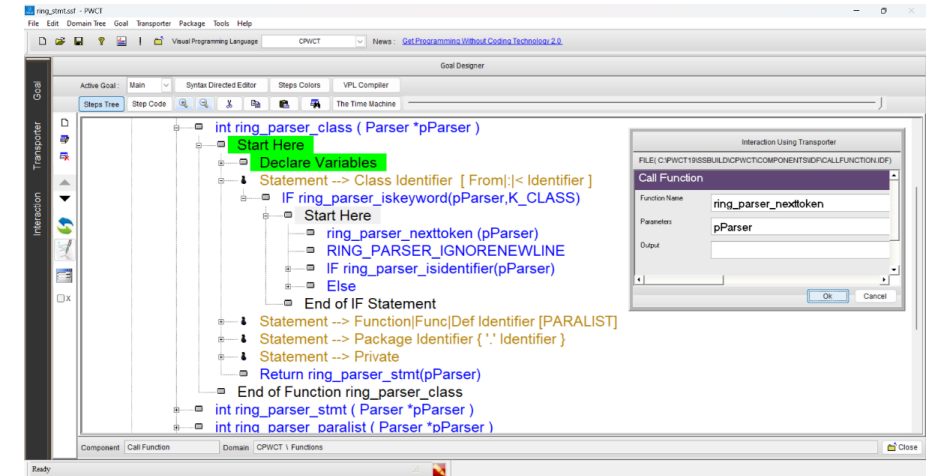 ring_stmt.ssf - PWCT
File Edit Domain Tree Goal Transporter Package Tools Help
Visual Programming Language CPWCT News : Get Programming Without Coding Technology 2.0
Goal Designer
Goal
Transporter
Interaction
Active Goal : Main Syntax Directed Editor Steps Colors VPL Compiler
Steps Tree Step Code The Time Machine
X
int ring_parser_class ( Parser *pParser )
Start Here
Declare Variables
Statement --> Class Identifier [ From|:|< Identifier ]
IF ring_parser_iskeyword(pParser,K_CLASS)
Start Here
ring_parser_nexttoken (pParser)
RING_PARSER_IGNORENEWLINE
IF ring_parser_isidentifier(pParser)
Else
End of IF Statement
Statement --> Function|Func|Def Identifier [PARALIST]
Statement --> Package Identifier { '.' Identifier }
Statement --> Private
Return ring_parser_stmt(pParser)
End of Function ring_parser_class
int ring_parser_stmt ( Parser *pParser )
int ring_parser_paralist ( Parser *pParser )
Interaction Using Transporter
FILE( C:\PWCT19\SSBUILD\CPWCT\COMPONENTS\IDF\CALLFUNCTION.IDF)
Call Function
Function Name ring_parser_nexttoken
Parameters pParser
Output
Ok Cancel
Component Call Function Domain CPWCT \ Functions Close
Ready